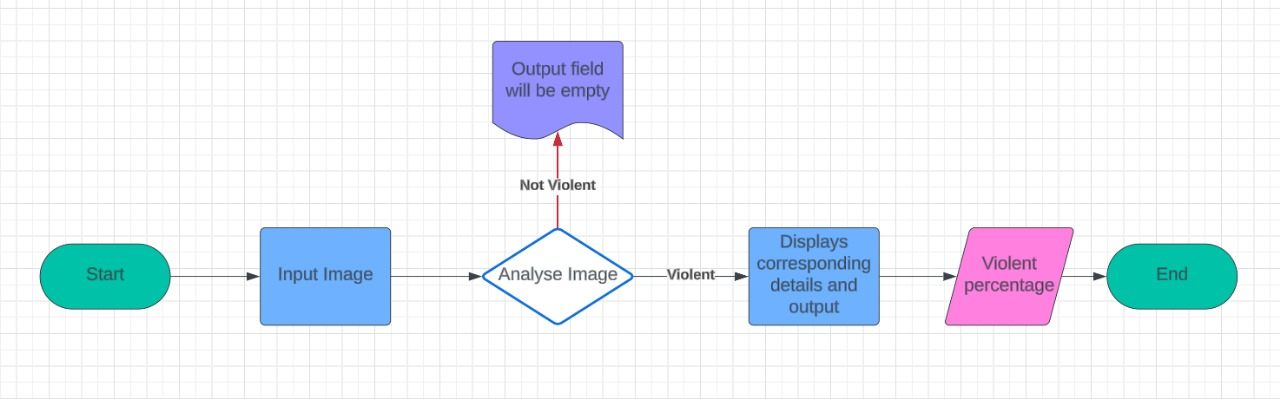 Output field
will be empty
Not Violent
Start
Input Image
Analyse Image
Violent
Displays
corresponding
details and
output
Violent
percentage
End